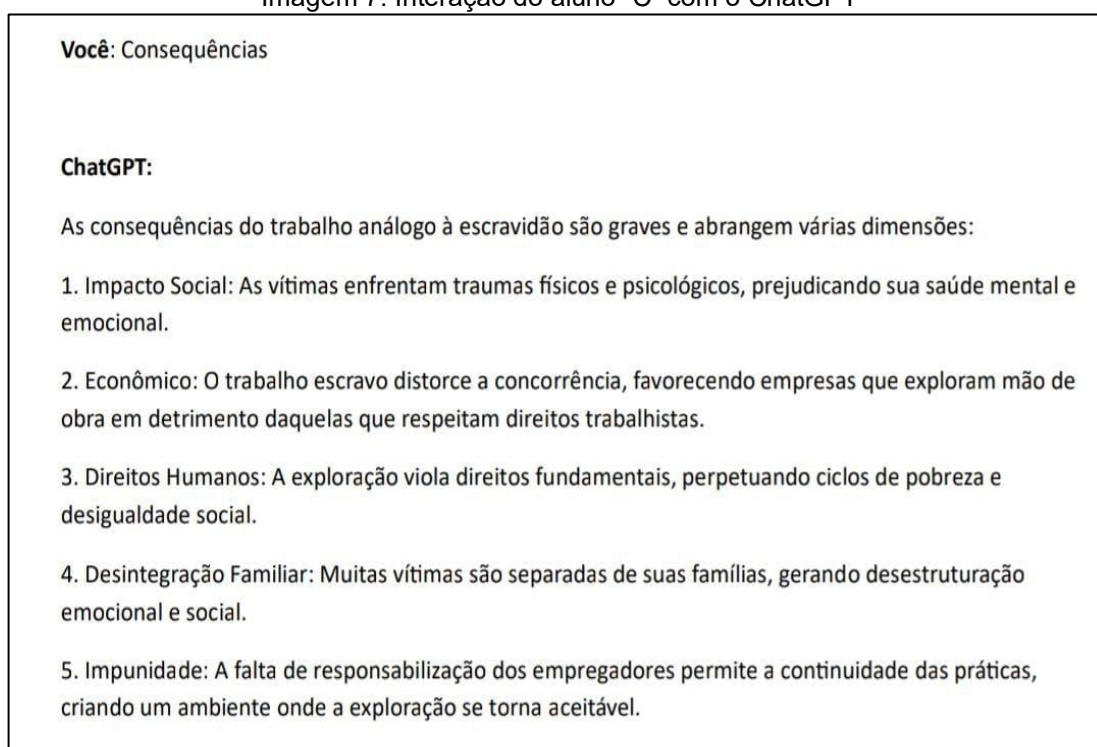 Imagem 7: Interação do aluno "C" com o ChatGPT
Você: Consequências
ChatGPT:
As consequências do trabalho análogo à escravidão são graves e abrangem várias dimensões:
1. Impacto Social: As vítimas enfrentam traumas físicos e psicológicos, prejudicando sua saúde mental e
emocional.
2. Econômico: O trabalho escravo distorce a concorrência, favorecendo empresas que exploram mão de
obra em detrimento daquelas que respeitam direitos trabalhistas.
3. Direitos Humanos: A exploração viola direitos fundamentais, perpetuando ciclos de pobreza e
desigualdade social.
4. Desintegração Familiar: Muitas vítimas são separadas de suas famílias, gerando desestruturação
emocional e social.
5. Impunidade: A falta de responsabilização dos empregadores permite a continuidade das práticas,
criando um ambiente onde a exploração se torna aceitável.